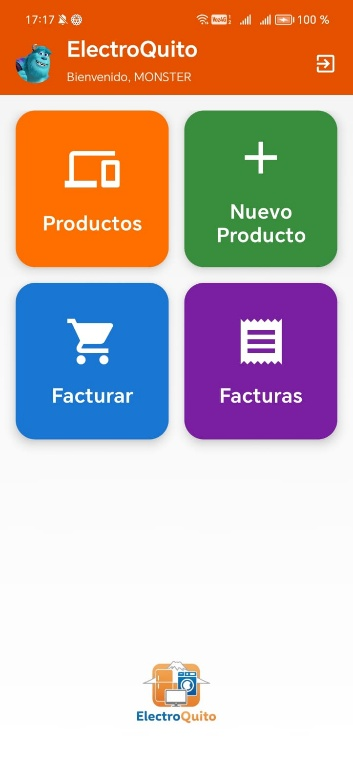 17:17
100 %
ElectroQuito
Bienvenido, MONSTER
Productos
Nuevo
Producto
Facturar
Facturas
ElectroQuito